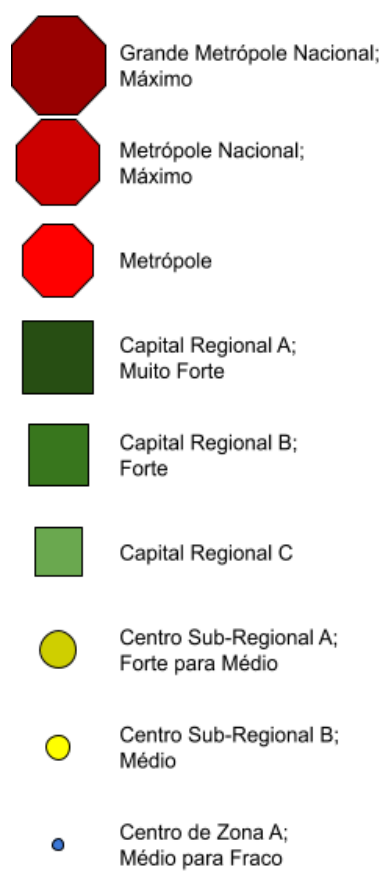 Grande Metrópole Nacional;
Máximo
Metrópole Nacional;
Máximo
Metrópole
Capital Regional A;
Muito Forte
Capital Regional B;
Forte
Capital Regional C
Centro Sub-Regional A;
Forte para Médio
Centro Sub-Regional B;
Médio
Centro de Zona A;
Médio para Fraco